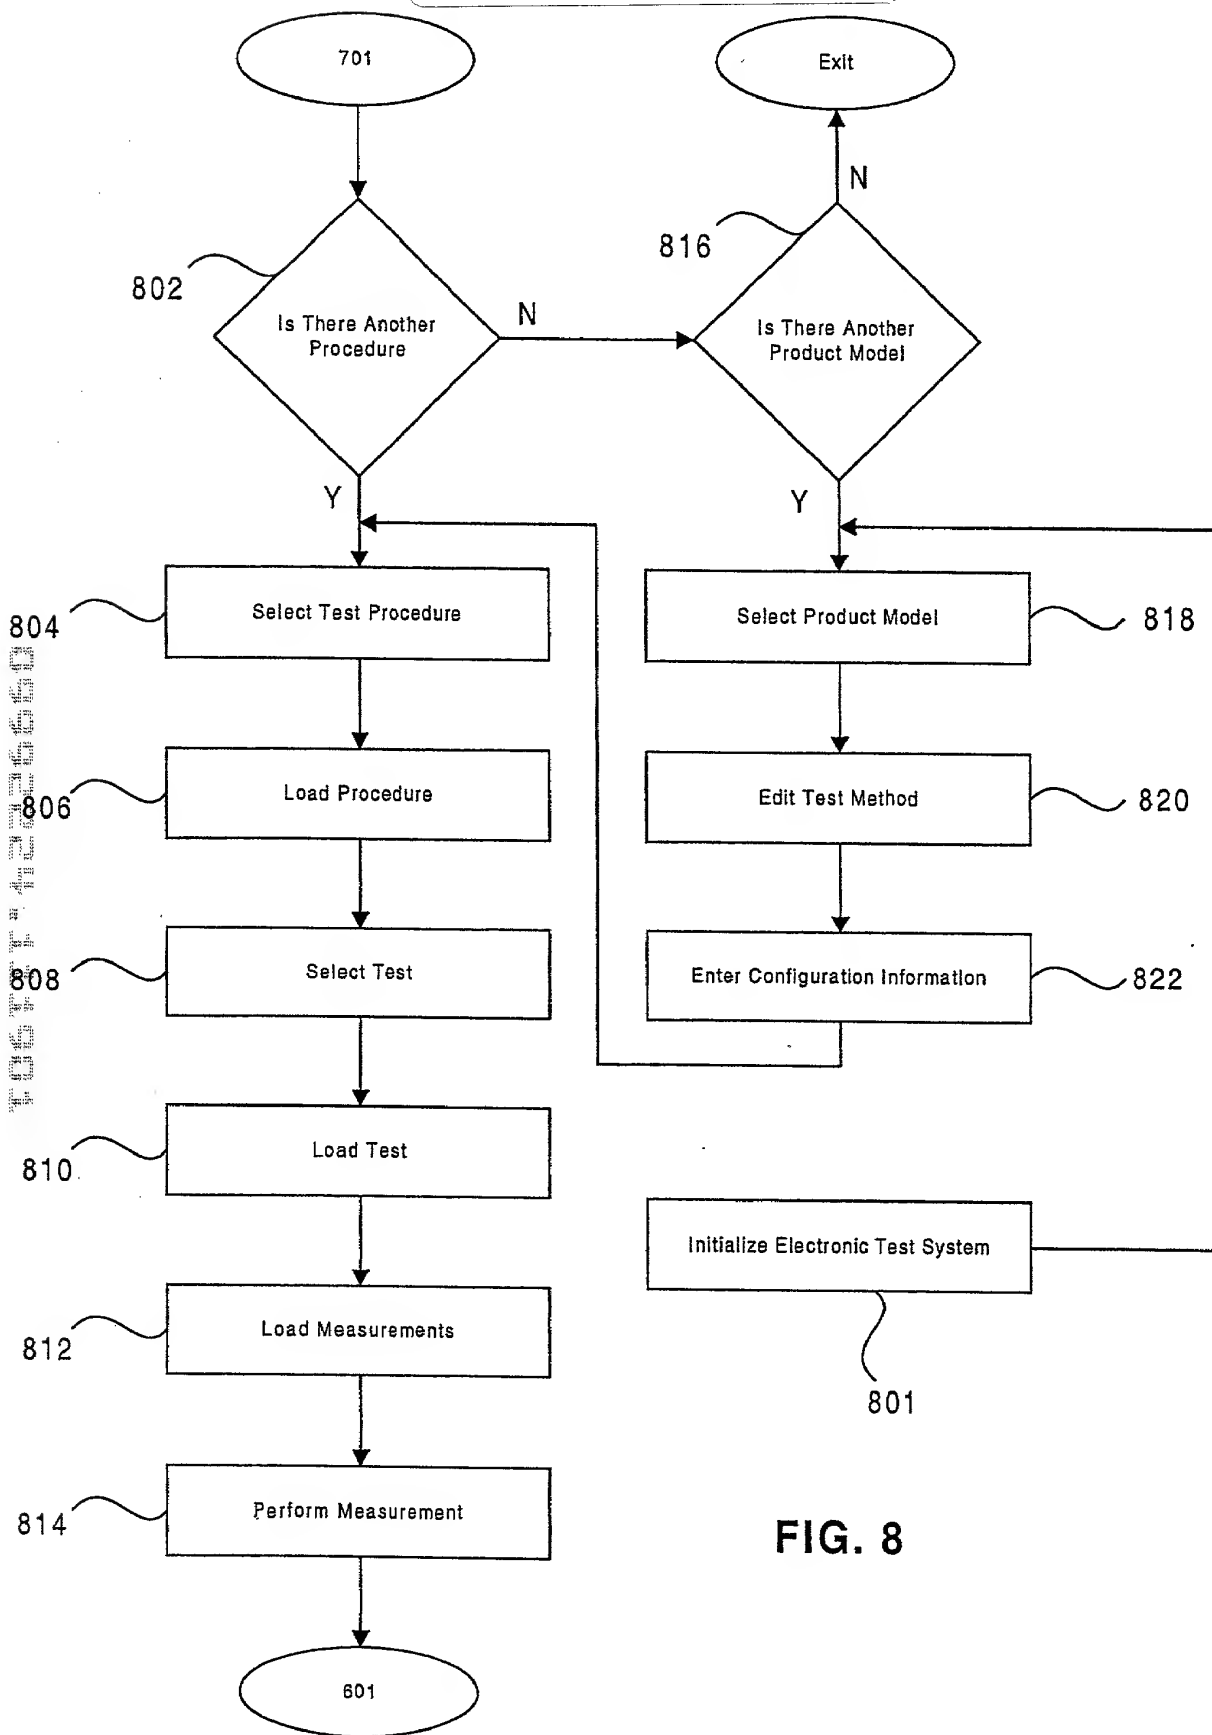 701
Exit
N
816
802
Is There Another
Procedure
N
Is There Another
Product Model
Y
Y
804
Select Test Procedure
Select Product Model
818
806
Load Procedure
Edit Test Method
820
808
Select Test
Enter Configuration Information
822
810
Load Test
Initialize Electronic Test System
812
Load Measurements
801
814
Perform Measurement
FIG. 8
601